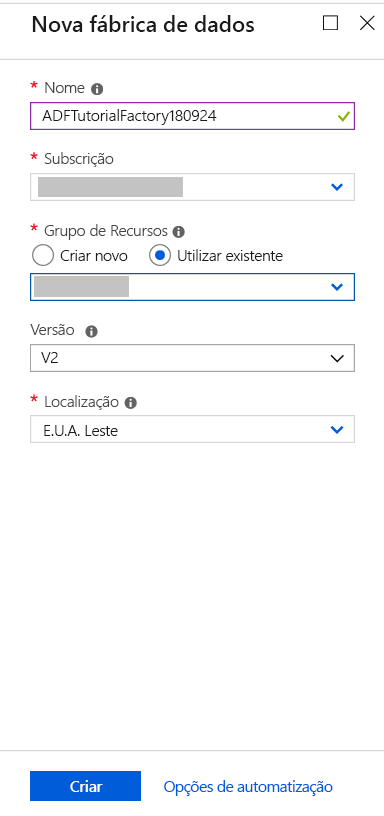 Nova fábrica de dados
* Nome
ADFTutorialFactory180924
* Subscrição
* Grupo de Recursos
Criar novo Utilizar existente
Versão
V2
* Localização
E.U.A. Leste
Criar Opções de automatização